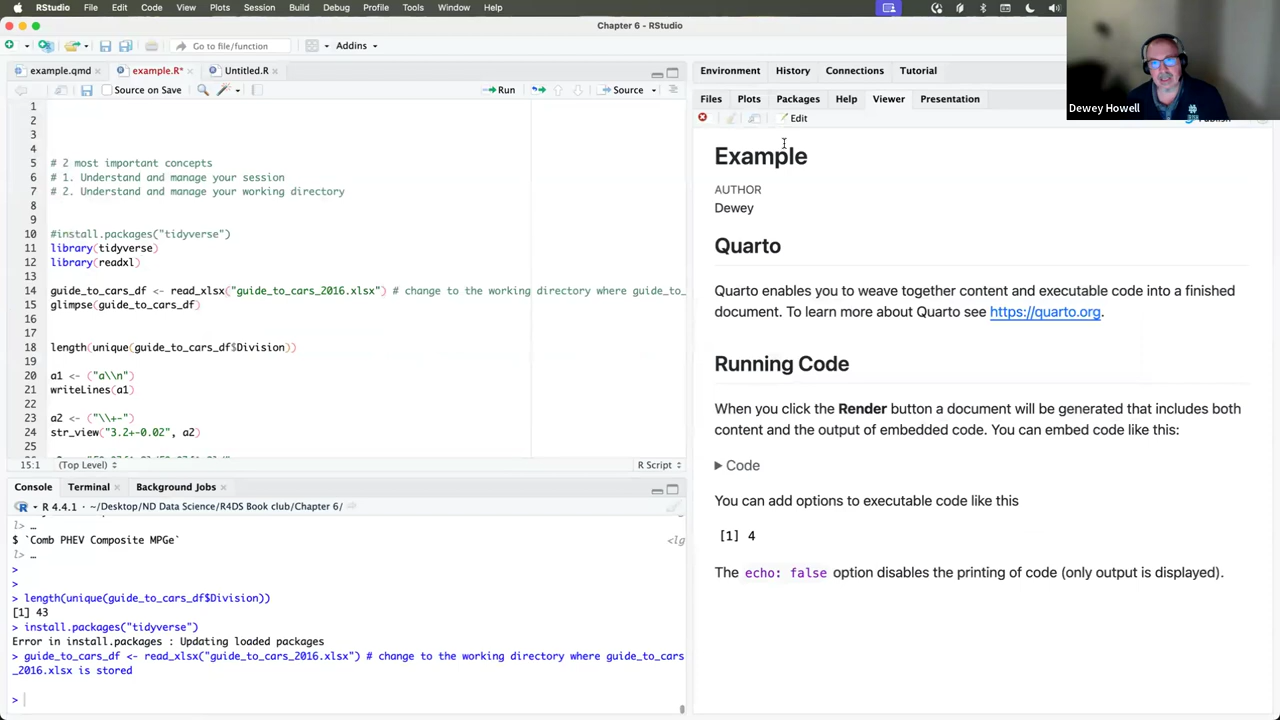 RStudio File Edit Code View Plots Session Build Debug Profile Tools Window Help
Chapter 6 - RStudio
Go to file/function Addins
example.qmd example.R* Untitled.R
Source on Save Run Source
1
2
3
4
5 # 2 most important concepts
6 # 1. Understand and manage your session
7 # 2. Understand and manage your working directory
8
9
10 #install.packages("tidyverse")
11 library(tidyverse)
12 library(readxl)
13
14 guide_to_cars_df <- read_xlsx("guide_to_cars_2016.xlsx") # change to the working directory where guide_to_
15 glimpse(guide_to_cars_df)
16
17
18 length(unique(guide_to_cars_df$Division))
19
20 a1 <- ("a\\n")
21 writeLines(a1)
22
23 a2 <- ("\\+-")
24 str_view("3.2+-0.02", a2)
25
15:1 (Top Level) R Script
Console Terminal Background Jobs
R 4.4.1 · ~/Desktop/ND Data Science/R4DS Book club/Chapter 6/
l> …
$ `Comb PHEV Composite MPGe` <lg
l> …
>
>
> length(unique(guide_to_cars_df$Division))
[1] 43
> install.packages("tidyverse")
Error in install.packages : Updating loaded packages
> guide_to_cars_df <- read_xlsx("guide_to_cars_2016.xlsx") # change to the working directory where guide_to_cars
_2016.xlsx is stored
>
Environment History Connections Tutorial
Files Plots Packages Help Viewer Presentation
Edit
Example
AUTHOR
Dewey
Quarto
Quarto enables you to weave together content and executable code into a finished
document. To learn more about Quarto see https://quarto.org.
Running Code
When you click the Render button a document will be generated that includes both
content and the output of embedded code. You can embed code like this:
Code
You can add options to executable code like this
[1] 4
The echo: false option disables the printing of code (only output is displayed).
Dewey Howell